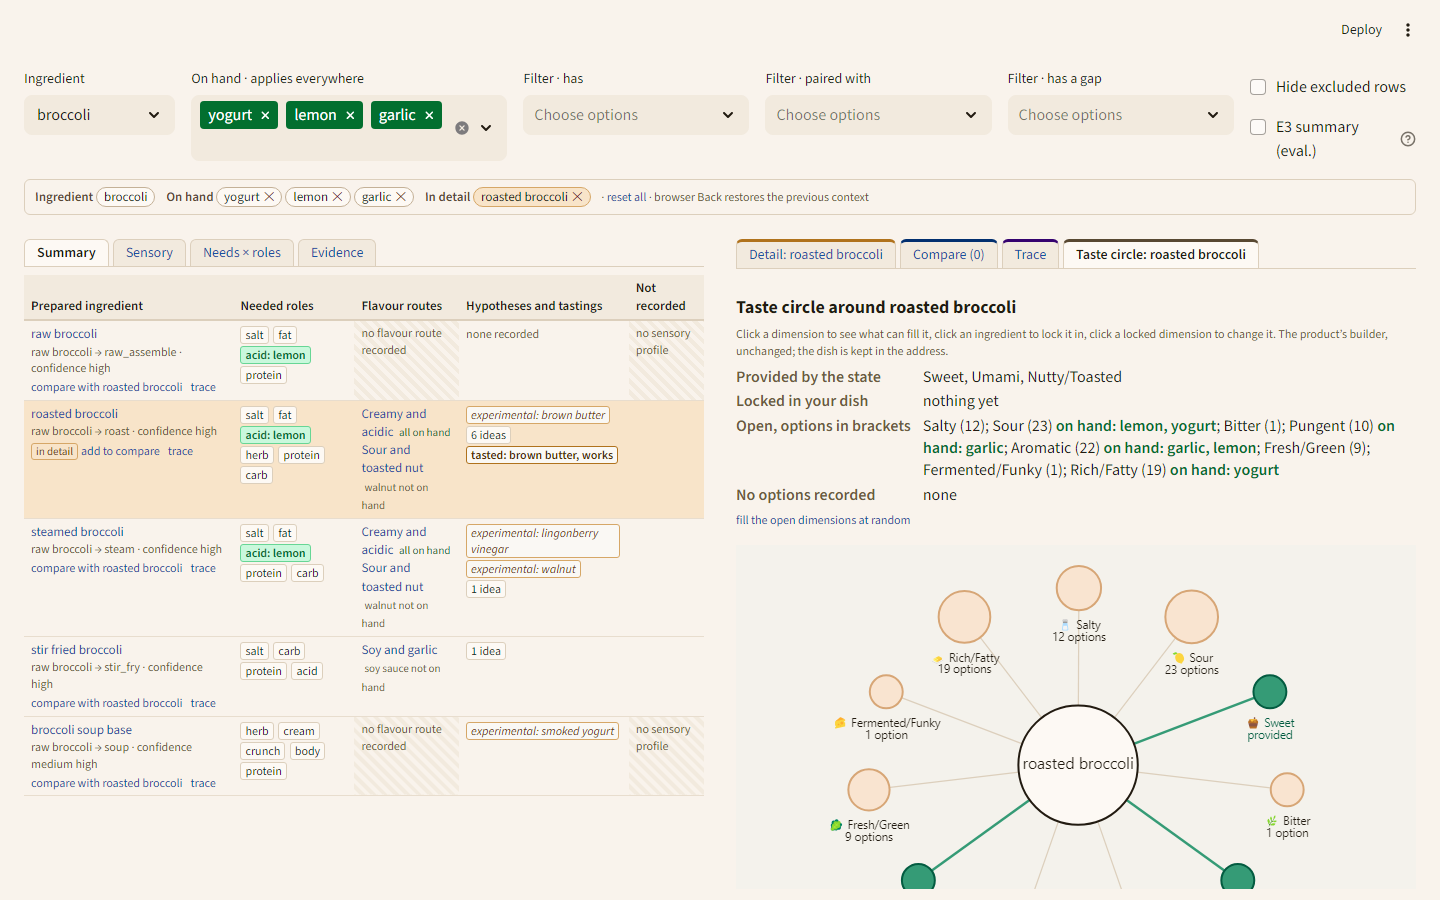 Deploy
Ingredient
On hand · applies everywhere
Filter · has
Filter · paired with
Filter · has a gap
broccoli
yogurt × lemon × garlic ×
Choose options
Choose options
Choose options
Hide excluded rows
E3 summary
(eval.)
Ingredient broccoli On hand yogurt × lemon × garlic × In detail roasted broccoli × · reset all · browser Back restores the previous context
Summary
Sensory
Needs × roles
Evidence
Prepared ingredient
Needed roles
Flavour routes
Hypotheses and tastings
Not
recorded
raw broccoli
raw broccoli → raw_assemble ·
confidence high
compare with roasted broccoli trace
salt fat
acid: lemon
protein
no flavour route
recorded
none recorded
no sensory
profile
roasted broccoli
raw broccoli → roast · confidence high
in detail add to compare trace
salt fat
acid: lemon
herb protein
carb
Creamy and
acidic all on hand
Sour and
toasted nut
walnut not on
hand
experimental: brown butter
6 ideas
tasted: brown butter, works
steamed broccoli
raw broccoli → steam · confidence high
compare with roasted broccoli trace
salt fat
acid: lemon
protein carb
Creamy and
acidic all on hand
Sour and
toasted nut
walnut not on
hand
experimental: lingonberry
vinegar
experimental: walnut
1 idea
stir fried broccoli
raw broccoli → stir_fry · confidence
high
compare with roasted broccoli trace
salt carb
protein acid
Soy and garlic
soy sauce not on
hand
1 idea
broccoli soup base
raw broccoli → soup · confidence
medium high
compare with roasted broccoli trace
herb cream
crunch body
protein
no flavour route
recorded
experimental: smoked yogurt
no sensory
profile
Detail: roasted broccoli
Compare (0)
Trace
Taste circle: roasted broccoli
Taste circle around roasted broccoli
Click a dimension to see what can fill it, click an ingredient to lock it in, click a locked dimension to change it. The product's builder,
unchanged; the dish is kept in the address.
Provided by the state Sweet, Umami, Nutty/Toasted
Locked in your dish nothing yet
Open, options in brackets Salty (12); Sour (23) on hand: lemon, yogurt; Bitter (1); Pungent (10) on
hand: garlic; Aromatic (22) on hand: garlic, lemon; Fresh/Green (9);
Fermented/Funky (1); Rich/Fatty (19) on hand: yogurt
No options recorded none
fill the open dimensions at random
Salty
12 options
Rich/Fatty
19 options
Sour
23 options
Fermented/Funky
1 option
Sweet
provided
roasted broccoli
Fresh/Green
9 options
Bitter
1 option